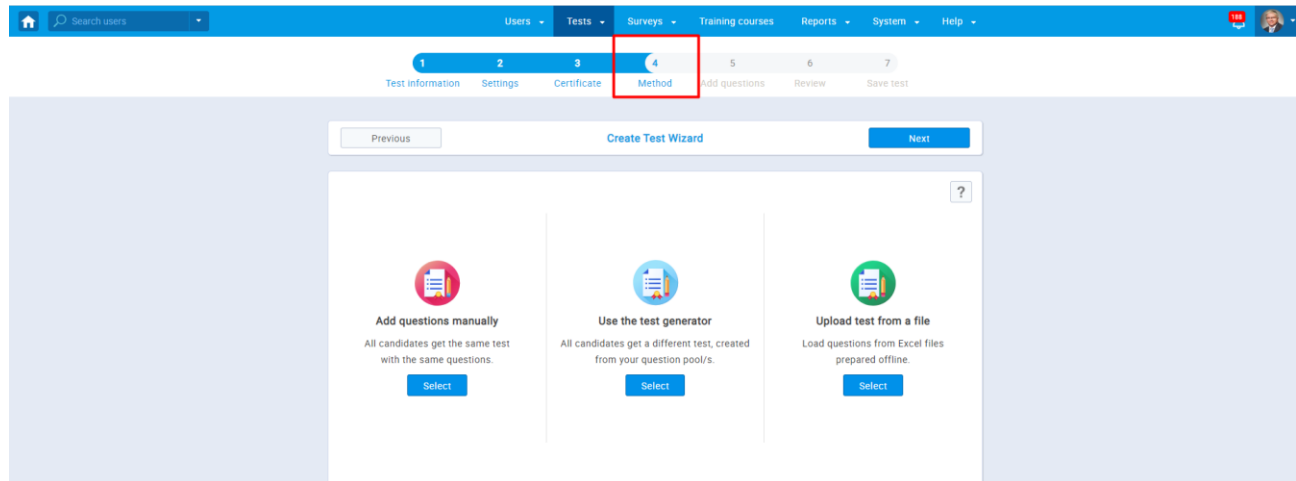 Search users
Users
Tests
Surveys
Training courses
Reports
System
Help
188
1
2
3
4
5
6
7
Test information
Settings
Certificate
Method
Add questions
Review
Save test
Previous
Create Test Wizard
Next
?
Add questions manually
All candidates get the same test
with the same questions.
Select
Use the test generator
All candidates get a different test, created
from your question pool/s.
Select
Upload test from a file
Load questions from Excel files
prepared offline.
Select